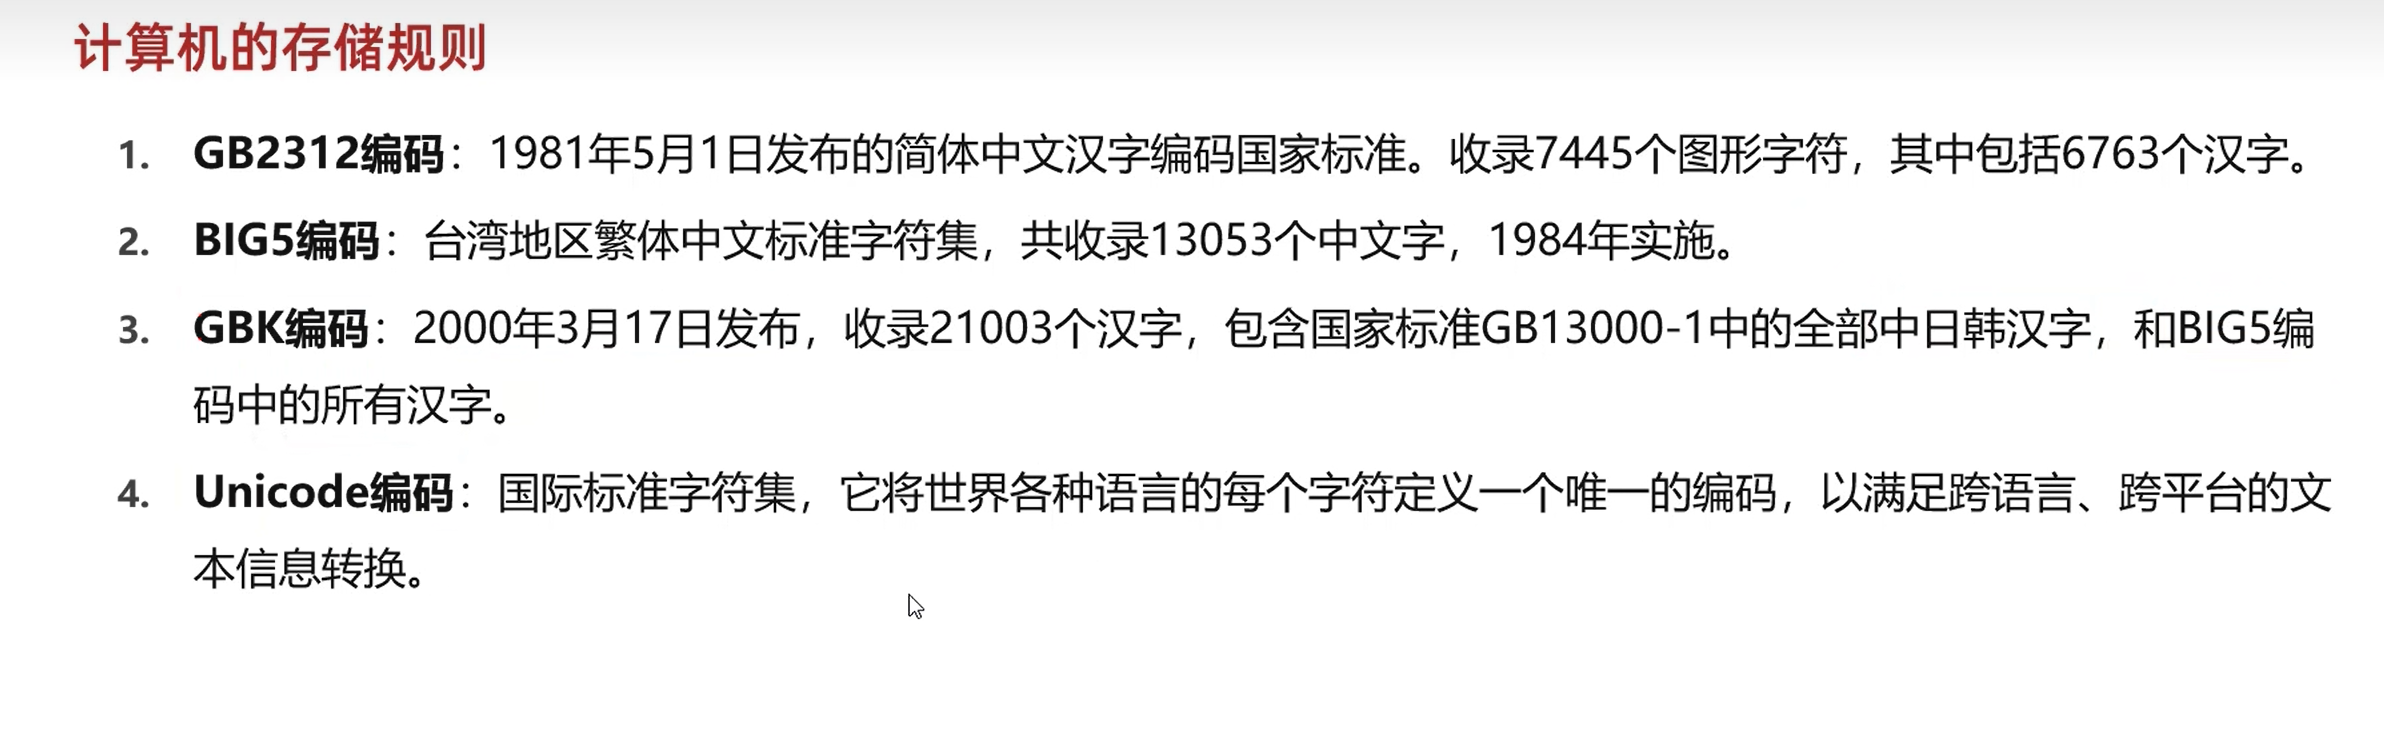 计算机的存储规则
1. GB2312编码：1981年5月1日发布的简体中文汉字编码国家标准。收录7445个图形字符，其中包括6763个汉字。
2. BIG5编码：台湾地区繁体中文标准字符集，共收录13053个中文字，1984年实施。
3. GBK编码：2000年3月17日发布，收录21003个汉字，包含国家标准GB13000-1中的全部中日韩汉字，和BIG5编
码中的所有汉字。
4. Unicode编码：国际标准字符集，它将世界各种语言的每个字符定义一个唯一的编码，以满足跨语言、跨平台的文
本信息转换。